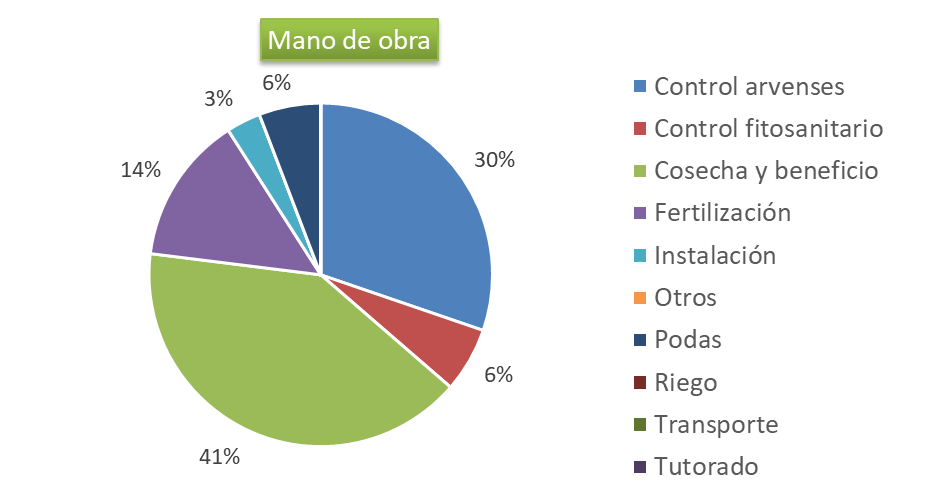 Mano de obra
6%
3%
30%
14%
6%
41%
Control arvenses
Control fitosanitario
Cosecha y beneficio
Fertilización
Instalación
Otros
Podas
Riego
Transporte
Tutorado